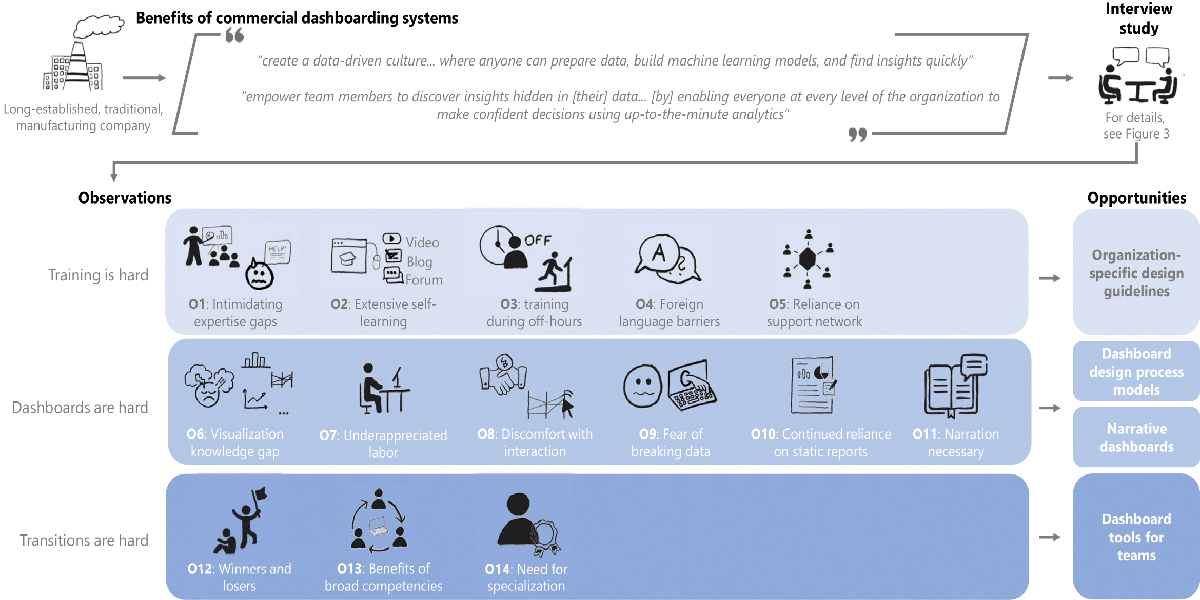 Benefits of commercial dashboarding systems
Interview
study
“
"create a data-driven culture... where anyone can prepare data, build machine learning models, and find insights quickly"
"empower team members to discover insights hidden in [their] data... [by] enabling everyone at every level of the organization to
make confident decisions using up-to-the-minute analytics"
”
Long-established, traditional,
manufacturing company
For details,
see Figure 3
Observations
Opportunities
Training is hard
HELP!
Video
Blog
Forum
OFF
A
O1: Intimidating
expertise gaps
O2: Extensive self-
learning
O3: training
during off-hours
O4: Foreign
language barriers
O5: Reliance on
support network
Organization-
specific design
guidelines
Dashboards are hard
...
O6: Visualization
knowledge gap
O7: Underappreciated
labor
O8: Discomfort with
interaction
O9: Fear of
breaking data
O10: Continued reliance
on static reports
O11: Narration
necessary
Dashboard
design process
models
Narrative
dashboards
Transitions are hard
O12: Winners and
losers
O13: Benefits of
broad competencies
O14: Need for
specialization
Dashboard
tools for
teams